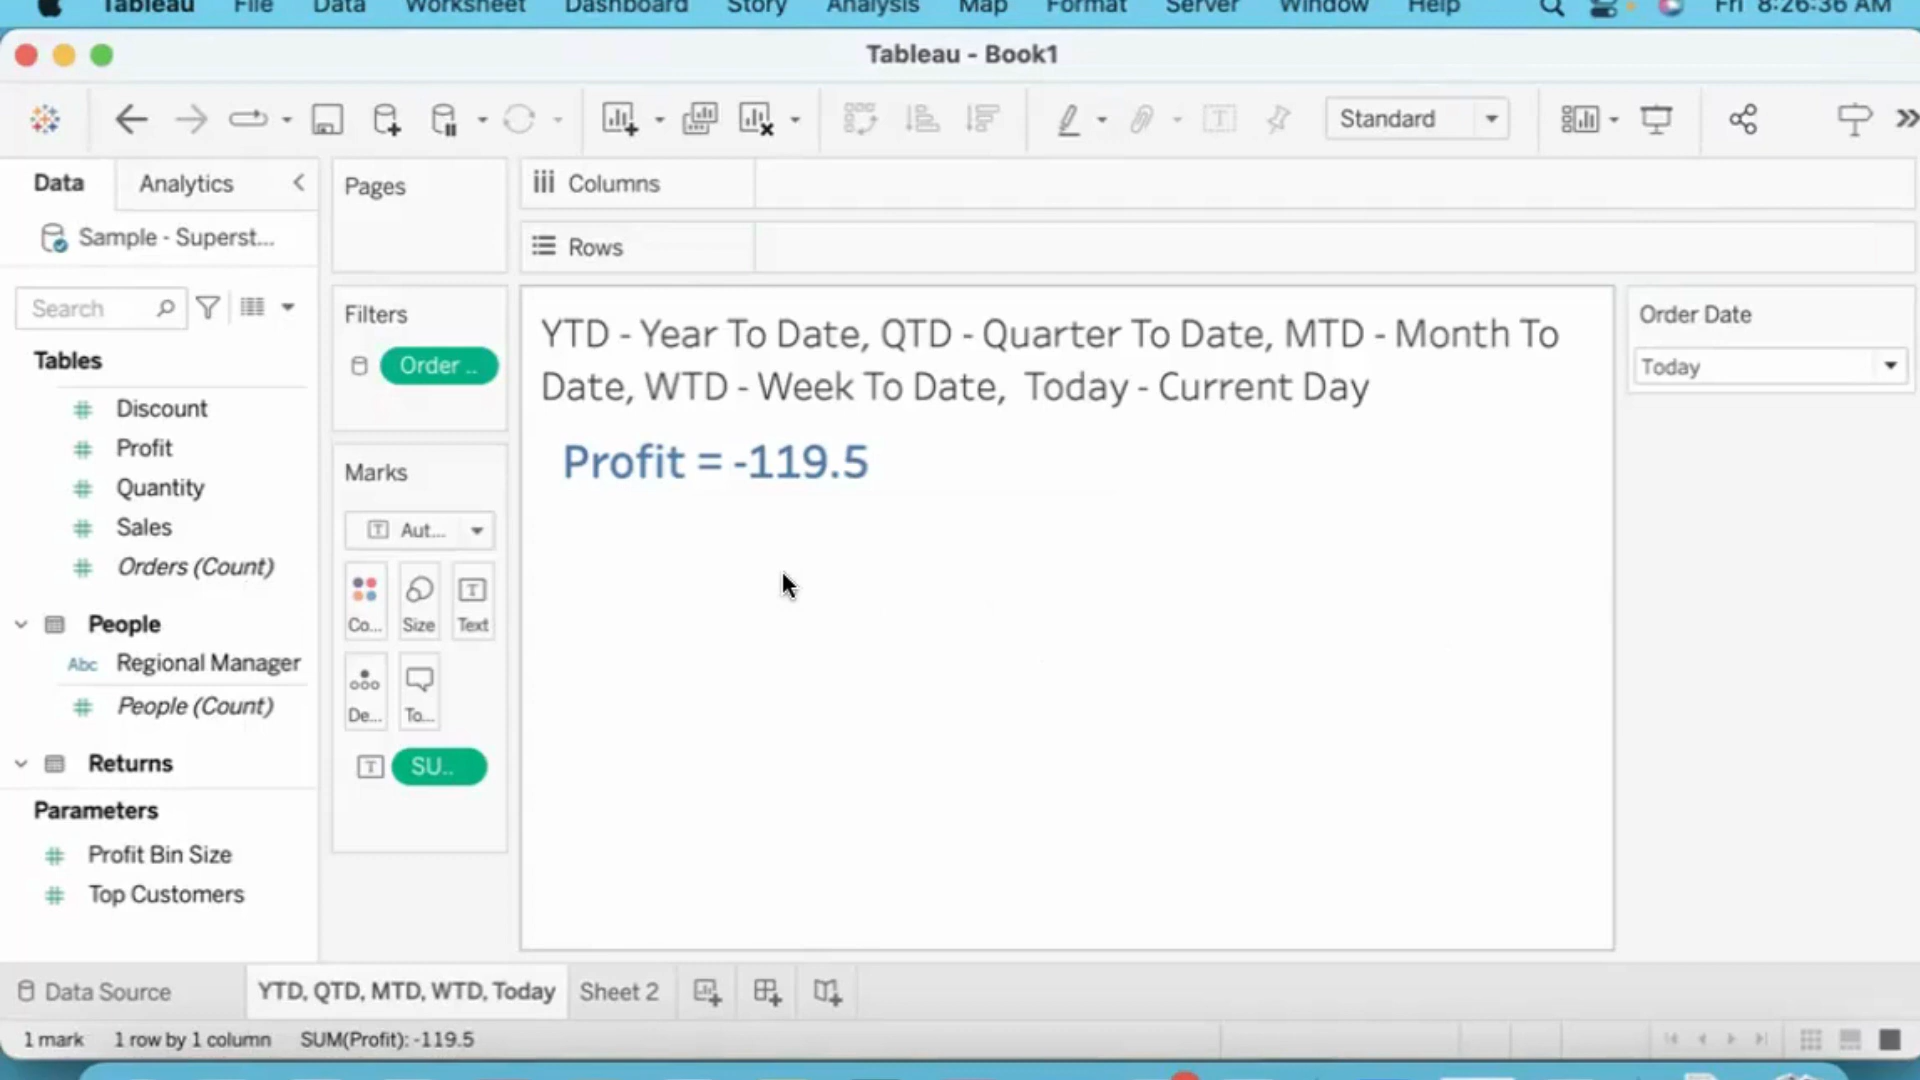 Tableau File Data Worksheet Dashboard Story Analysis Map Format Server Window Help Fri 8:26:36 AM
Tableau - Book1
Standard
Data Analytics
Sample - Superst...
Search
Tables
Discount
Profit
Quantity
Sales
Orders (Count)
People
Abc Regional Manager
People (Count)
Returns
Parameters
Profit Bin Size
Top Customers
Pages
Filters
Order ..
Marks
Aut...
Co... Size Text
De... To...
SU..
Columns
Rows
YTD - Year To Date, QTD - Quarter To Date, MTD - Month To
Date, WTD - Week To Date, Today - Current Day
Profit = -119.5
Order Date
Today
Data Source YTD, QTD, MTD, WTD, Today Sheet 2
1 mark 1 row by 1 column SUM(Profit): -119.5